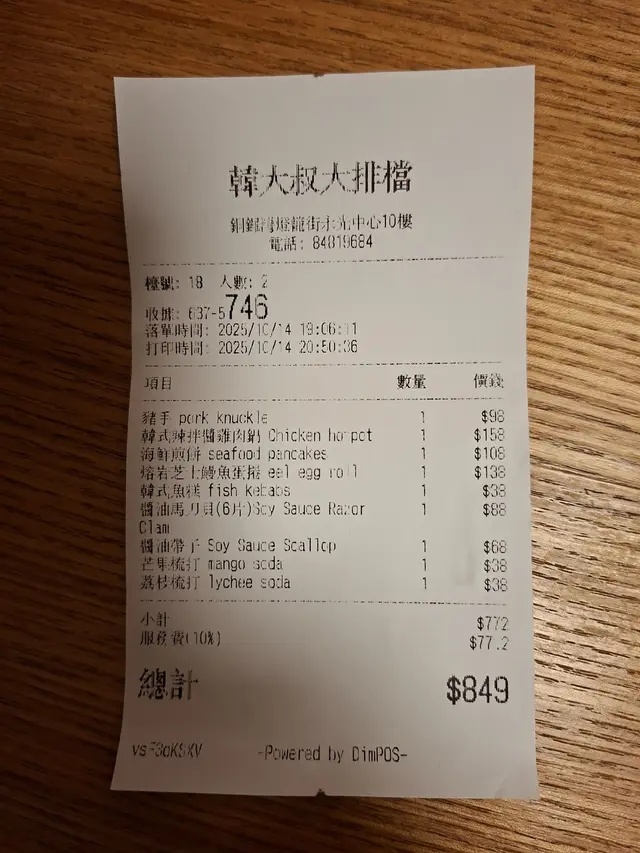 韓大叔大排檔
銅鑼灣燈籠街永光中心10樓
電話: 84819684
檯號: 18 人數: 2
收據: 637-5746
落單時間: 2025/10/14 19:06:11
打印時間: 2025/10/14 20:50:36
項目 數量 價錢
豬手 pork knuckle 1 $98
韓式辣拌醬雞肉鍋 Chicken hotpot 1 $158
海鮮煎餅 seafood pancakes 1 $108
熔岩芝士鰻魚蛋捲 eel egg roll 1 $138
韓式魚糕 fish kebabs 1 $38
醬油馬刀貝(6片)Soy Sauce Razor 1 $88
Clam
醬油帶子 Soy Sauce Scallop 1 $68
芒果梳打 mango soda 1 $38
荔枝梳打 lychee soda 1 $38
小計 $772
服務費(10%) $77.2
總計 $849
-Powered by DimPOS-